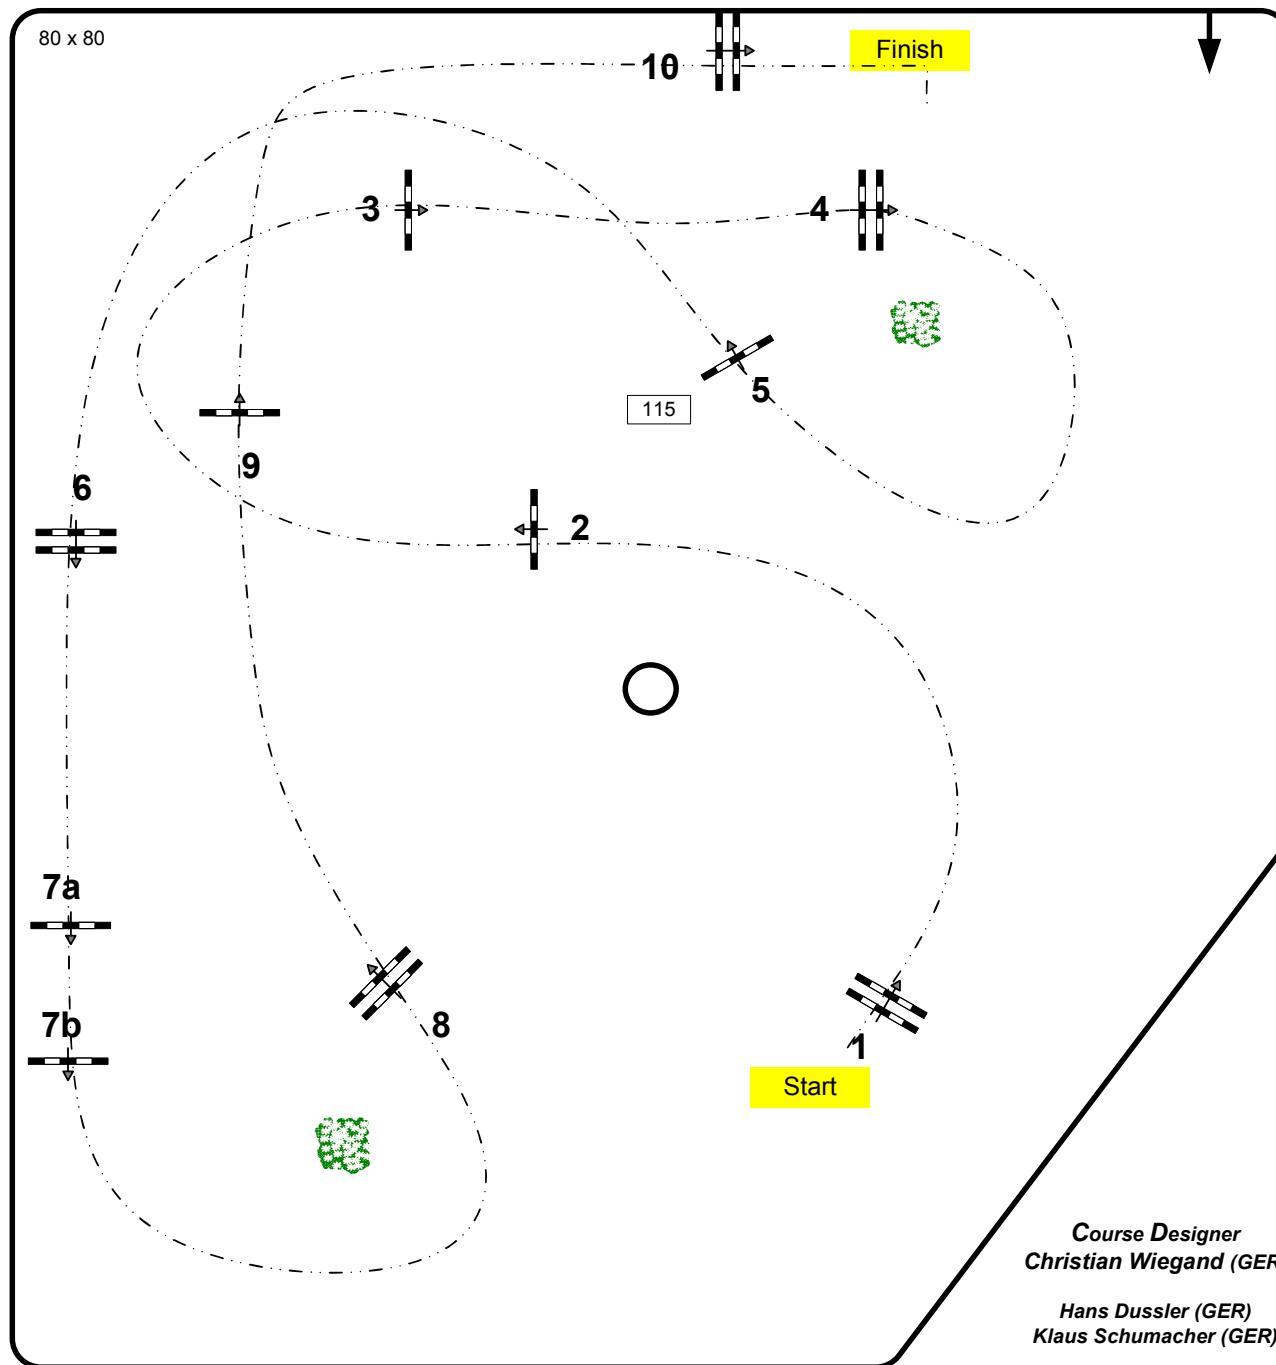 80 x 80
Finish
10
3
4
5
115
9
6
2
7a
7b
8
1
Start
Course Designer
Christian Wiegand (GER
Hans Dussler (GER)
Klaus Schumacher (GER)